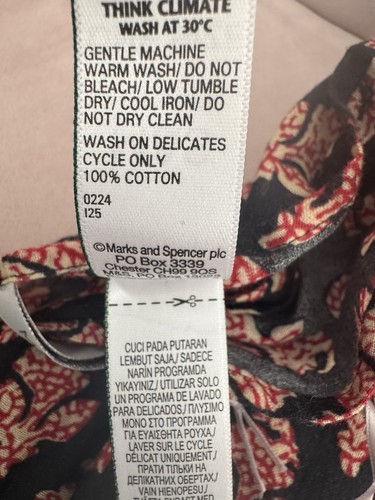 THINK CLIMATE
WASH AT 30°C
GENTLE MACHINE
WARM WASH/ DO NOT
BLEACH/ LOW TUMBLE
DRY/ COOL IRON/ DO
NOT DRY CLEAN
WASH ON DELICATES
CYCLE ONLY
100% COTTON
0224
I25
©Marks and Spencer plc
PO Box 3339
Chester CH99 9QS
M&S, PO Box
CUCI PADA PUTARAN
LEMBUT SAJA/ SADECE
NARİN PROGRAMDA
YIKAYINIZ/ UTILIZAR SOLO
UN PROGRAMA DE LAVADO
PARA DELICADOS/ ΠΛΥΣΙΜΟ
ΜΟΝΟ ΣΤΟ ΠΡΟΓΡΑΜΜΑ
ΓΙΑ ΕΥΑΙΣΘΗΤΑ ΡΟΥΧΑ/
LAVER SUR LE CYCLE
DÉLICAT UNIQUEMENT/
ПРАТИ ТІЛЬКИ НА
ДЕЛІКАТНИХ ОБЕРТАХ/
VAIN HIENOPESU/